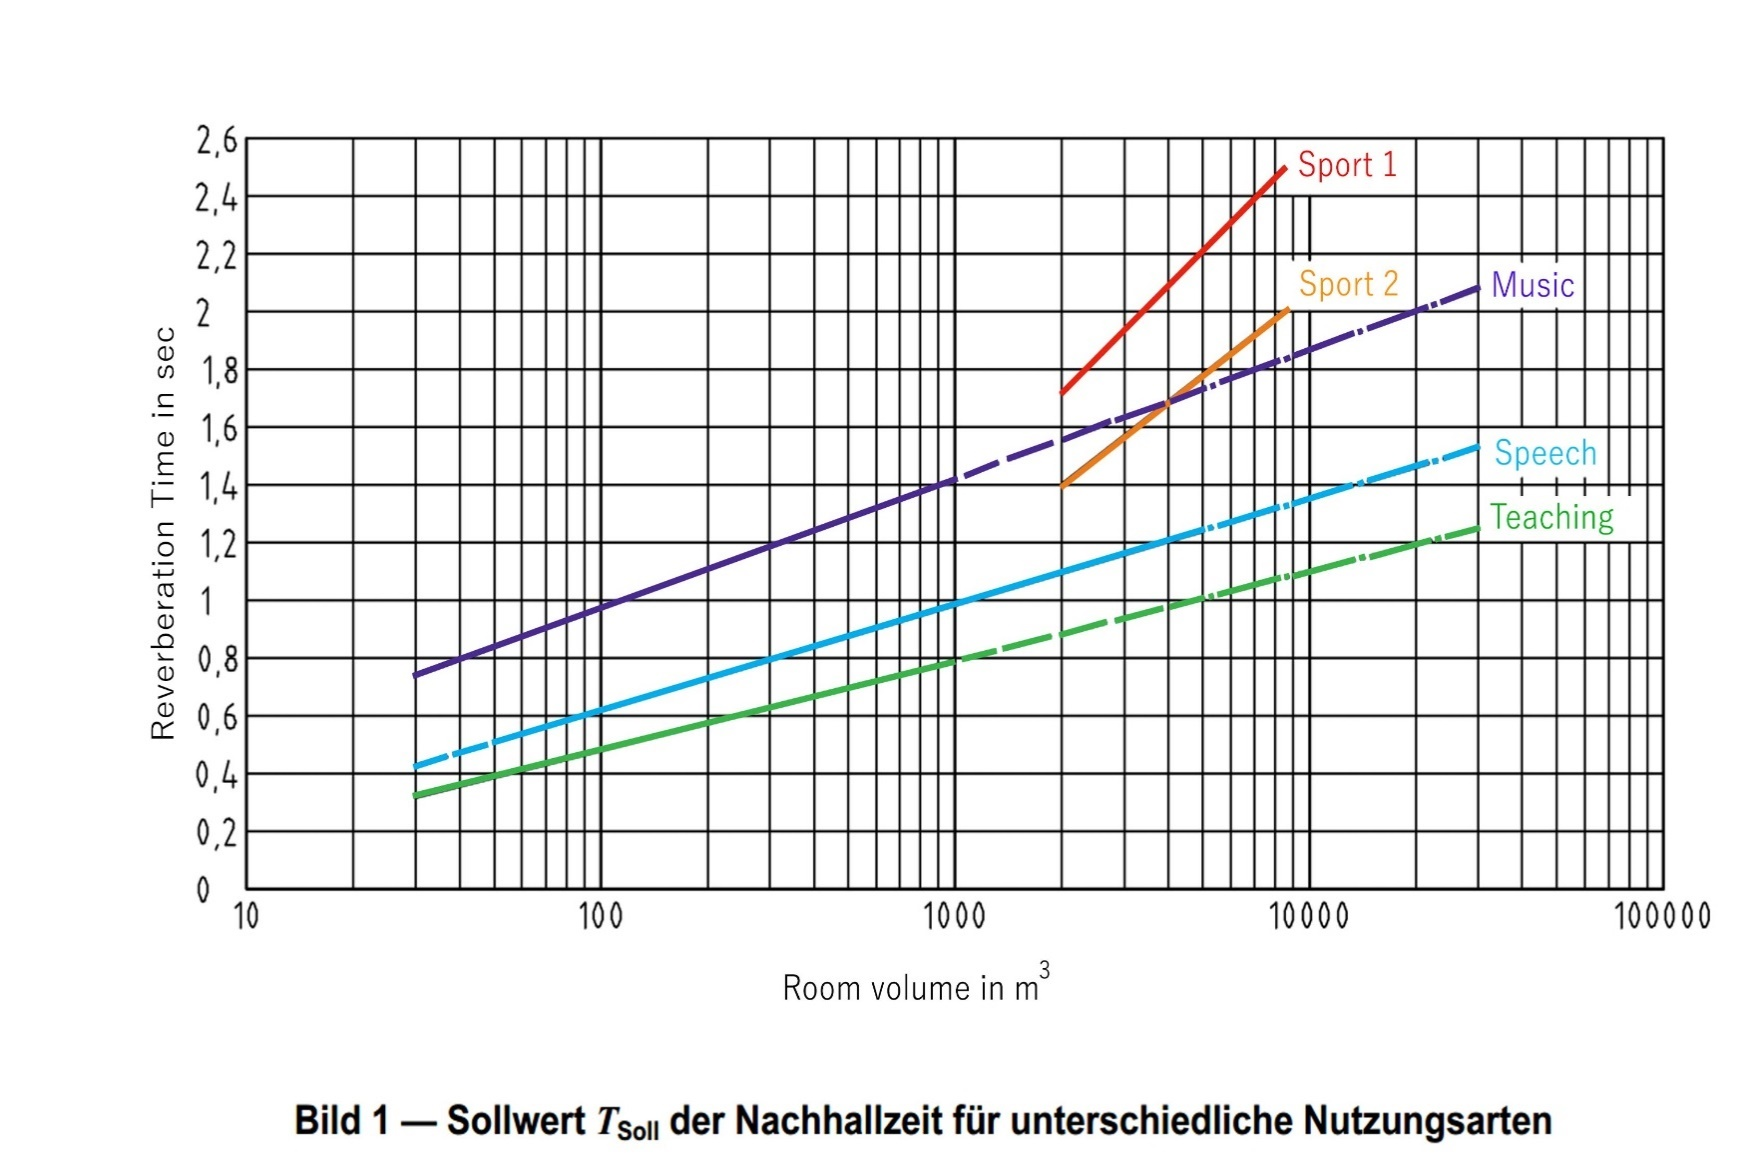 2,6
2,4
2,2
2
1,8
1,6
1,4
1,2
1
0,8
0,6
0,4
0,2
0
Reverberation Time in sec
Sport 1
Sport 2
Music
Speech
Teaching
10 100 1000 10000 100000
Room volume in m³
Bild 1 — Sollwert T_Soll der Nachhallzeit für unterschiedliche Nutzungsarten